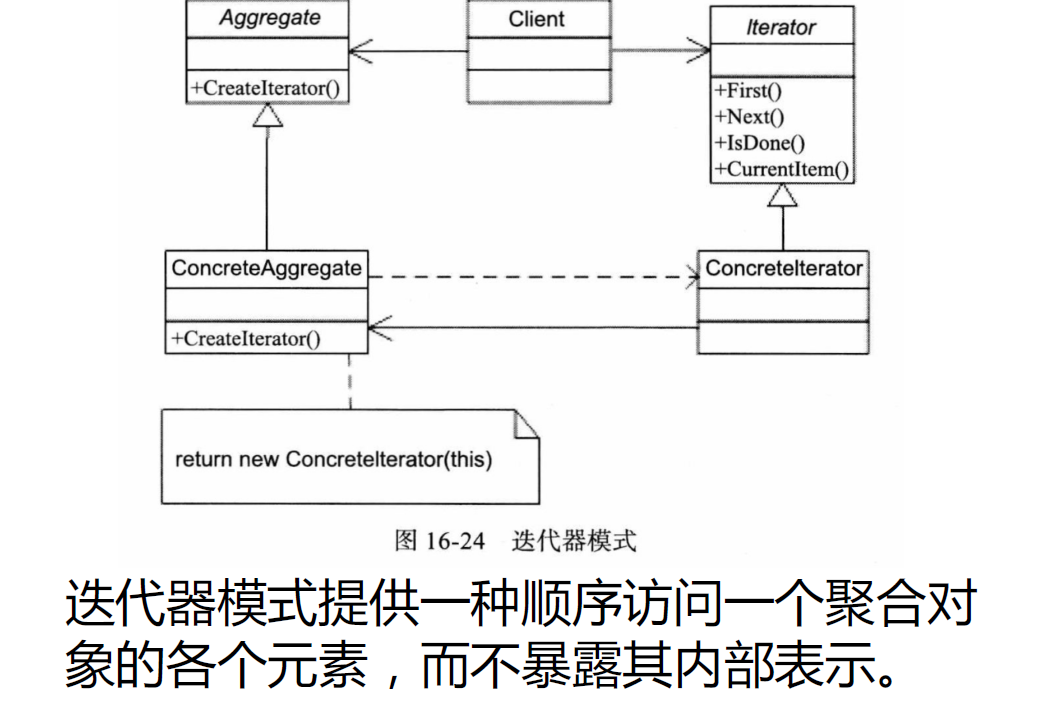 Aggregate
Client
Iterator
+CreateIterator()
+First()
+Next()
+IsDone()
+CurrentItem()
ConcreteAggregate
ConcreteIterator
+CreateIterator()
return new ConcreteIterator(this)
图 16-24 迭代器模式
迭代器模式提供一种顺序访问一个聚合对
象的各个元素，而不暴露其内部表示。